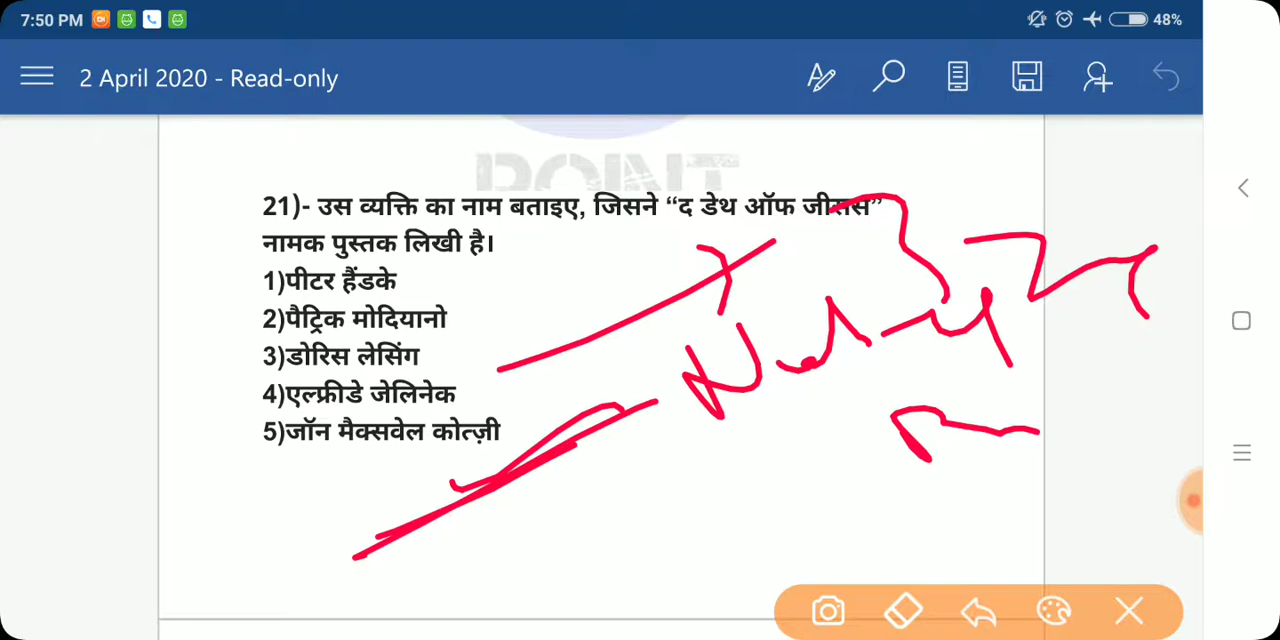 7:50 PM 48%
2 April 2020 - Read-only
POINT
21)- उस व्यक्ति का नाम बताइए, जिसने “द डेथ ऑफ जीसस”
नामक पुस्तक लिखी है।
1)पीटर हैंडके
2)पैट्रिक मोदियानो
3)डोरिस लेसिंग
4)एल्फ्रीडे जेलिनेक
5)जॉन मैक्सवेल कोत्ज़ी